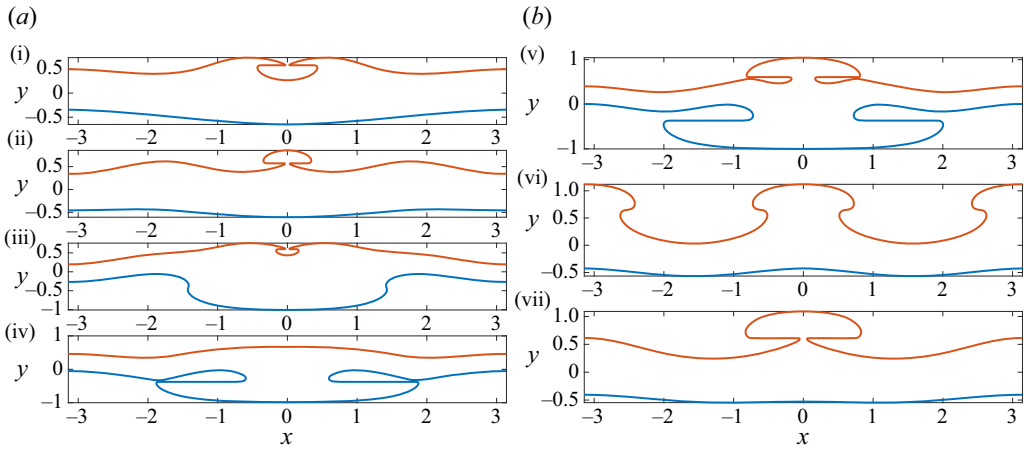 (a)
(i)
0.5
y 0
–0.5
–3 –2 –1 0 1 2 3
(ii)
0.5
y 0
–0.5
–3 –2 –1 0 1 2 3
(iii)
0.5
y 0
–0.5
–1
–3 –2 –1 0 1 2 3
(iv)
1
y 0
–1
–3 –2 –1 0 1 2 3
x
(b)
(v)
1
y 0
–1
–3 –2 –1 0 1 2 3
(vi)
1.0
y 0.5
0
–0.5
–3 –2 –1 0 1 2 3
(vii)
1.0
0.5
y 0
–0.5
–3 –2 –1 0 1 2 3
x